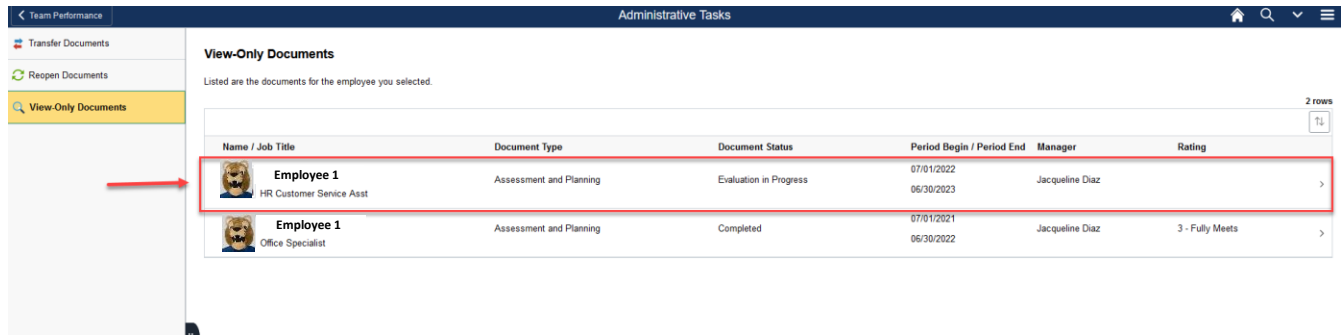 Team Performance
Administrative Tasks
Transfer Documents
Reopen Documents
View-Only Documents
View-Only Documents
Listed are the documents for the employee you selected.
2 rows
Name / Job Title Document Type Document Status Period Begin / Period End Manager Rating
Employee 1
HR Customer Service Asst
Assessment and Planning
Evaluation in Progress
07/01/2022
06/30/2023
Jacqueline Diaz
Employee 1
Office Specialist
Assessment and Planning
Completed
07/01/2021
06/30/2022
Jacqueline Diaz
3 - Fully Meets